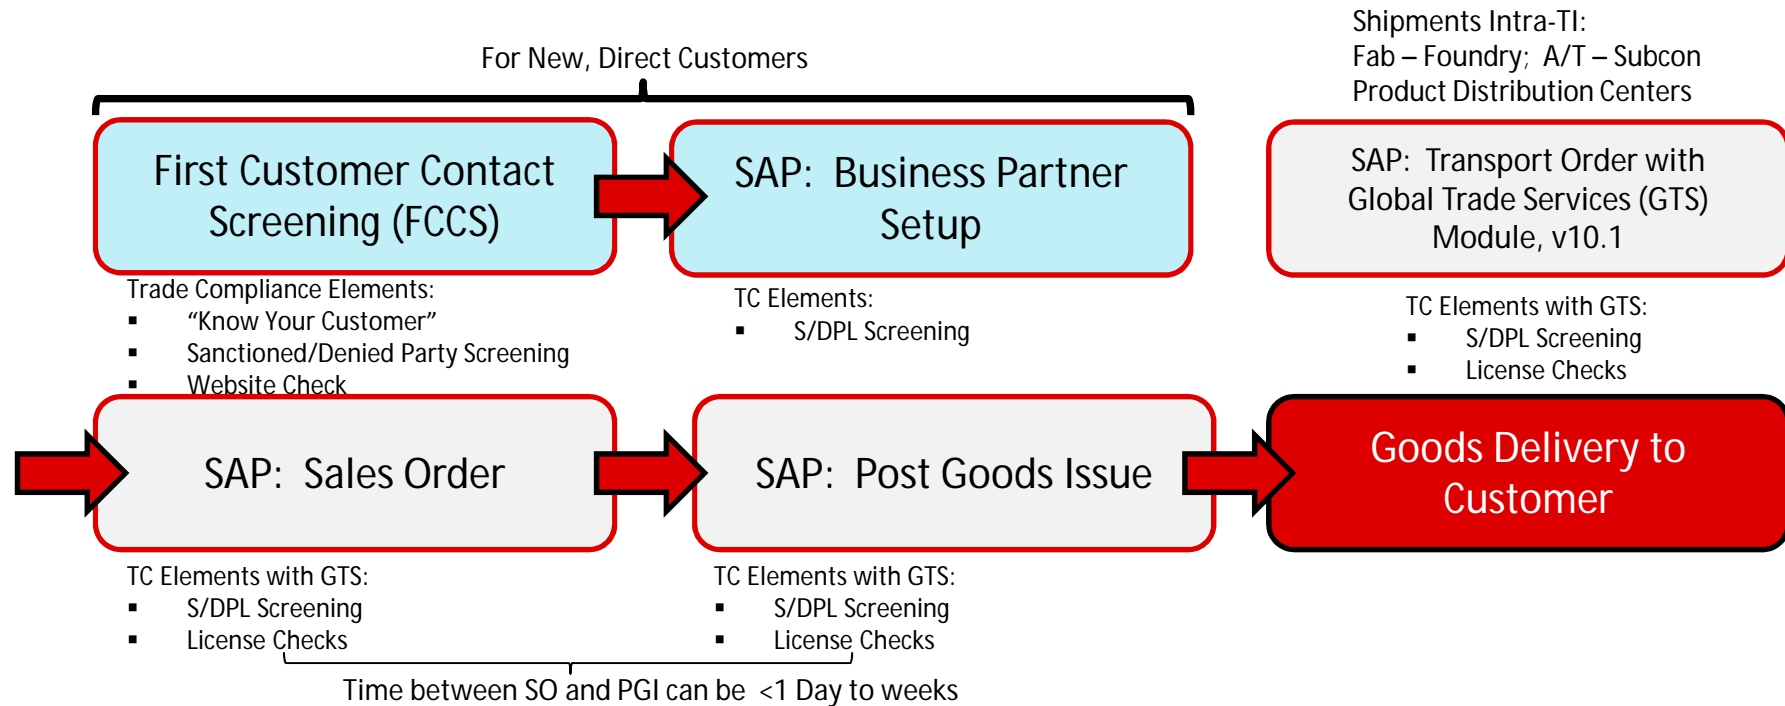 For New, Direct Customers
Shipments Intra-TI:
Fab – Foundry; A/T – Subcon
Product Distribution Centers
First Customer Contact
Screening (FCCS)
SAP: Business Partner
Setup
SAP: Transport Order with
Global Trade Services (GTS)
Module, v10.1
Trade Compliance Elements:
▪ “Know Your Customer”
▪ Sanctioned/Denied Party Screening
▪ Website Check
TC Elements:
▪ S/DPL Screening
TC Elements with GTS:
▪ S/DPL Screening
▪ License Checks
SAP: Sales Order
SAP: Post Goods Issue
Goods Delivery to
Customer
TC Elements with GTS:
▪ S/DPL Screening
▪ License Checks
TC Elements with GTS:
▪ S/DPL Screening
▪ License Checks
Time between SO and PGI can be <1 Day to weeks